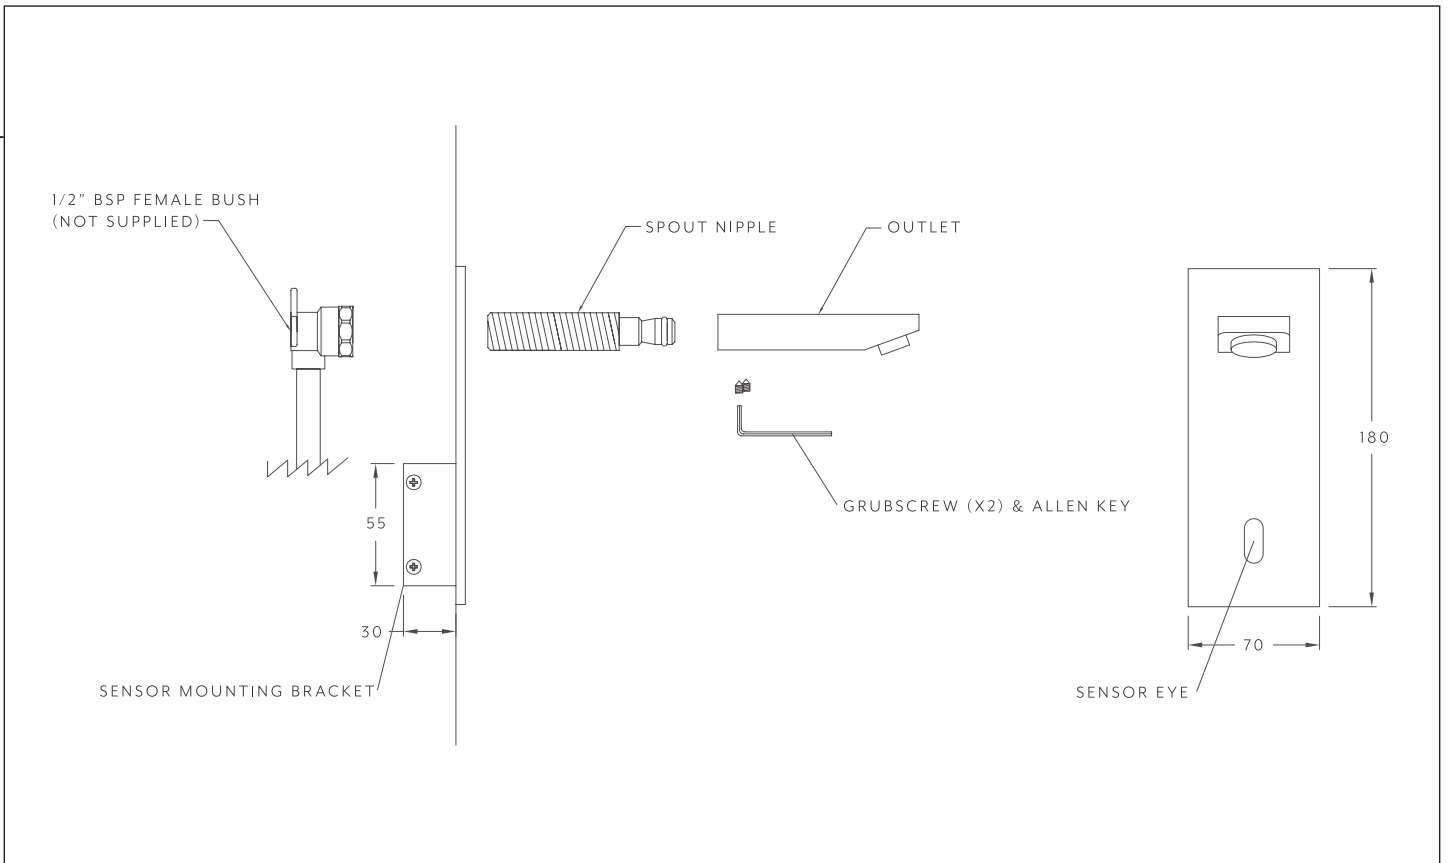 1/2” BSP FEMALE BUSH
(NOT SUPPLIED)
SPOUT NIPPLE
OUTLET
180
GRUBSCREW (X2) & ALLEN KEY
55
30
70
SENSOR MOUNTING BRACKET
SENSOR EYE